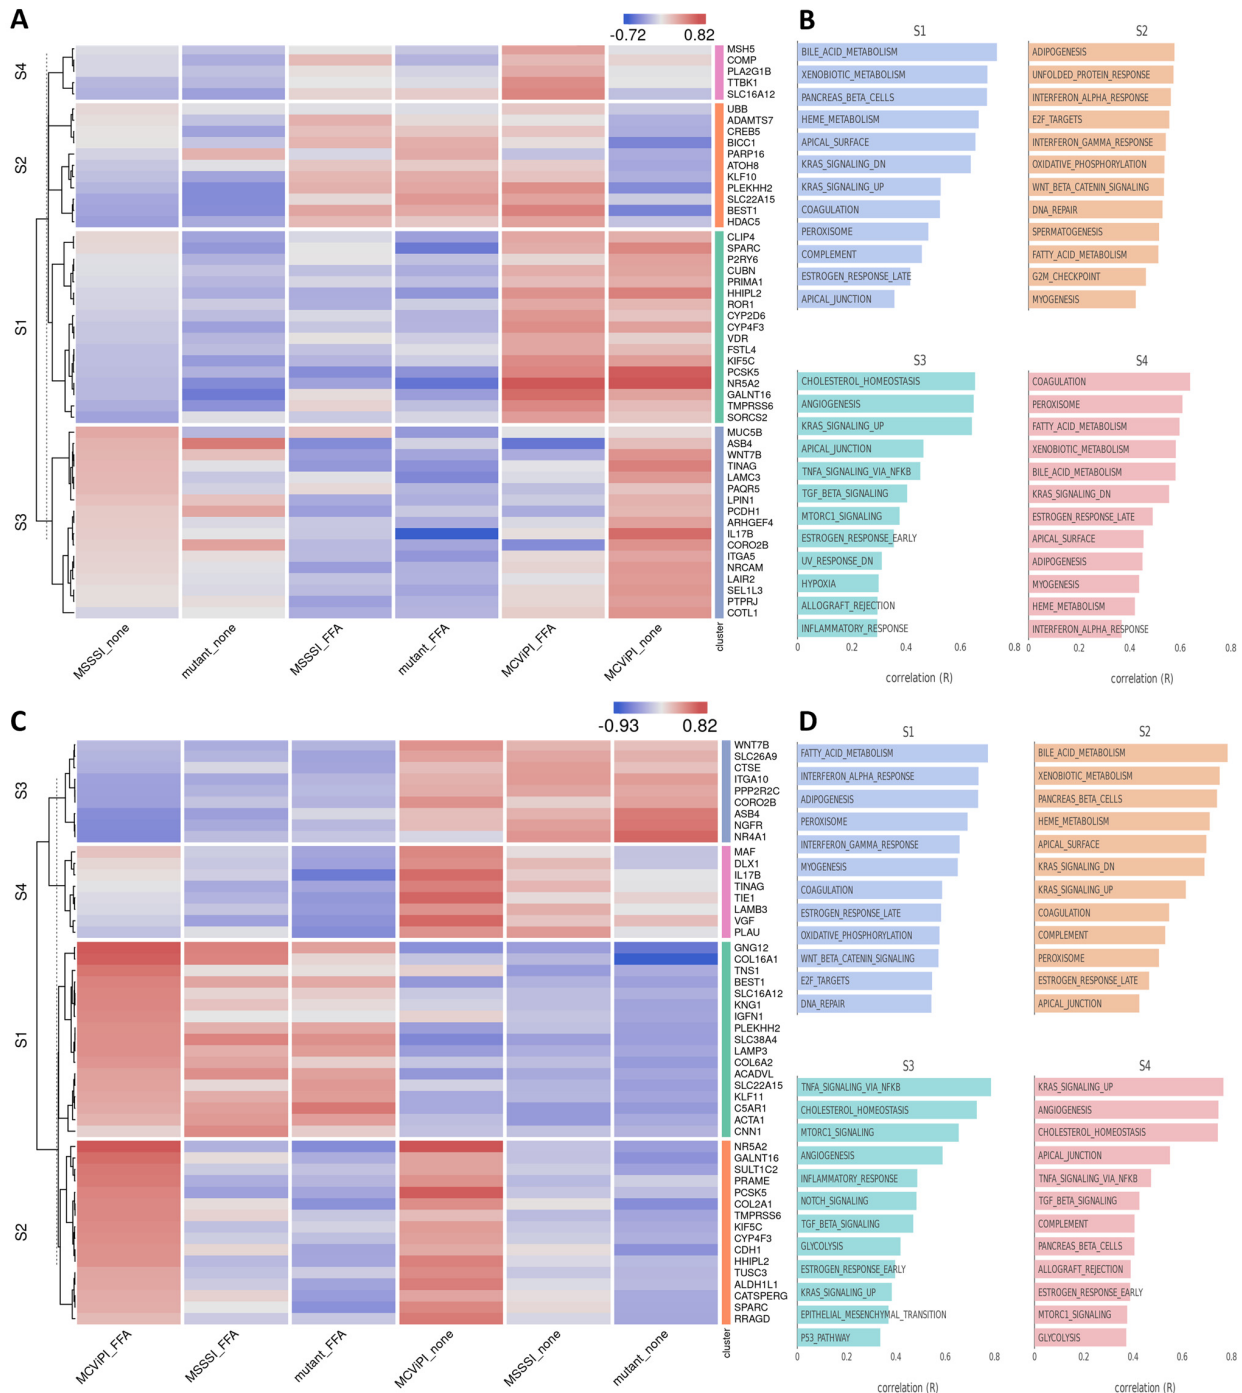 A
-0.72 0.82
S4
S2
S1
S3
MSH5
COMP
PLA2G1B
TTBK1
SLC16A12
UBB
ADAMTS7
CREB5
BICC1
PARP16
ATOH8
KLF10
PLEKHH2
SLC22A15
BEST1
HDAC5
CLIP4
SPARC
P2RY6
CUBN
PRIMA1
HHIPL2
ROR1
CYP2D6
CYP4F3
VDR
FSTL4
KIF5C
PCSK5
NR5A2
GALNT16
TMPRSS6
SORCS2
MUC5B
ASB4
WNT7B
TINAG
LAMC3
PAQR5
LPIN1
PCDH1
ARHGEF4
IL17B
CORO2B
ITGA5
NRCAM
LAIR2
SEL1L3
PTPRJ
COTL1
MSSSI_none
mutant_none
MSSSI_FFA
mutant_FFA
MCViPI_FFA
MCViPI_none
cluster
B
S1
BILE_ACID_METABOLISM
XENOBIOTIC_METABOLISM
PANCREAS_BETA_CELLS
HEME_METABOLISM
APICAL_SURFACE
KRAS_SIGNALING_DN
KRAS_SIGNALING_UP
COAGULATION
PEROXISOME
COMPLEMENT
ESTROGEN_RESPONSE_LATE
APICAL_JUNCTION
S2
ADIPOGENESIS
UNFOLDED_PROTEIN_RESPONSE
INTERFERON_ALPHA_RESPONSE
E2F_TARGETS
INTERFERON_GAMMA_RESPONSE
OXIDATIVE_PHOSPHORYLATION
WNT_BETA_CATENIN_SIGNALING
DNA_REPAIR
SPERMATOGENESIS
FATTY_ACID_METABOLISM
G2M_CHECKPOINT
MYOGENESIS
S3
CHOLESTEROL_HOMEOSTASIS
ANGIOGENESIS
KRAS_SIGNALING_UP
APICAL_JUNCTION
TNFA_SIGNALING_VIA_NFKB
TGF_BETA_SIGNALING
MTORC1_SIGNALING
ESTROGEN_RESPONSE_EARLY
UV_RESPONSE_DN
HYPOXIA
ALLOGRAFT_REJECTION
INFLAMMATORY_RESPONSE
0 0.2 0.4 0.6 0.8
correlation (R)
S4
COAGULATION
PEROXISOME
FATTY_ACID_METABOLISM
XENOBIOTIC_METABOLISM
BILE_ACID_METABOLISM
KRAS_SIGNALING_DN
ESTROGEN_RESPONSE_LATE
APICAL_SURFACE
ADIPOGENESIS
MYOGENESIS
HEME_METABOLISM
INTERFERON_ALPHA_RESPONSE
0 0.2 0.4 0.6 0.8
correlation (R)
C
-0.93 0.82
S3
S4
S1
S2
WNT7B
SLC26A9
CTSE
ITGA10
PPP2R2C
CORO2B
ASB4
NGFR
NR4A1
MAF
DLX1
IL17B
TINAG
TIE1
LAMB3
VGF
PLAU
GNG12
COL16A1
TNS1
BEST1
SLC16A12
KNG1
IGFN1
PLEKHH2
SLC38A4
LAMP3
COL6A2
ACADVL
SLC22A15
KLF11
C5AR1
ACTA1
CNN1
NR5A2
GALNT16
SULT1C2
PRAME
PCSK5
COL2A1
TMPRSS6
KIF5C
CYP4F3
CDH1
HHIPL2
TUSC3
ALDH1L1
CATSPERG
SPARC
RRAGD
MCViPI_FFA
MSSSI_FFA
mutant_FFA
MCViPI_none
MSSSI_none
mutant_none
cluster
D
S1
FATTY_ACID_METABOLISM
INTERFERON_ALPHA_RESPONSE
ADIPOGENESIS
PEROXISOME
INTERFERON_GAMMA_RESPONSE
MYOGENESIS
COAGULATION
ESTROGEN_RESPONSE_LATE
OXIDATIVE_PHOSPHORYLATION
WNT_BETA_CATENIN_SIGNALING
E2F_TARGETS
DNA_REPAIR
S2
BILE_ACID_METABOLISM
XENOBIOTIC_METABOLISM
PANCREAS_BETA_CELLS
HEME_METABOLISM
APICAL_SURFACE
KRAS_SIGNALING_DN
KRAS_SIGNALING_UP
COAGULATION
COMPLEMENT
PEROXISOME
ESTROGEN_RESPONSE_LATE
APICAL_JUNCTION
S3
TNFA_SIGNALING_VIA_NFKB
CHOLESTEROL_HOMEOSTASIS
MTORC1_SIGNALING
ANGIOGENESIS
INFLAMMATORY_RESPONSE
NOTCH_SIGNALING
TGF_BETA_SIGNALING
GLYCOLYSIS
ESTROGEN_RESPONSE_EARLY
KRAS_SIGNALING_UP
EPITHELIAL_MESENCHYMAL_TRANSITION
P53_PATHWAY
0 0.2 0.4 0.6 0.8
correlation (R)
S4
KRAS_SIGNALING_UP
ANGIOGENESIS
CHOLESTEROL_HOMEOSTASIS
APICAL_JUNCTION
TNFA_SIGNALING_VIA_NFKB
TGF_BETA_SIGNALING
COMPLEMENT
PANCREAS_BETA_CELLS
ALLOGRAFT_REJECTION
ESTROGEN_RESPONSE_EARLY
MTORC1_SIGNALING
GLYCOLYSIS
0 0.2 0.4 0.6 0.8
correlation (R)